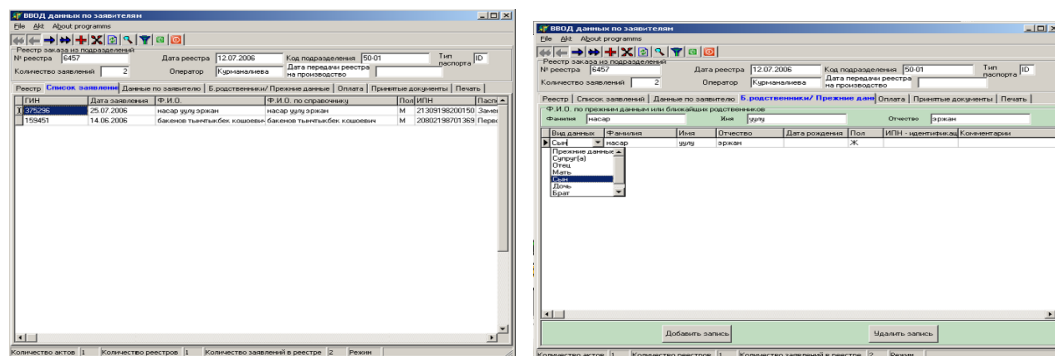 ВВОД данных по заявителям
File Akt About programms
Реестр заказа из подразделений
№ реестра 6457 Дата реестра 12.07.2006 Код подразделения 50-01 Тип паспорта ID
Количество заявлений 2 Оператор Курманалиева Дата передачи реестра на производство
Реестр Список заявлений Данные по заявителю Б.родственники/ Прежние данные Оплата Принятые документы Печать
ГИН Дата заявления Ф.И.О. Ф.И.О. по справочнику Пол ИПН
375296 25.07.2006 насар уулу эржан насар уулу эржан М 21309198200150
159451 14.06.2006 бакенов тынчтыкбек кошоевич бакенов тынчтыкбек кошоевич М 20802198701369
Количество актов 1 Количество реестров 1 Количество заявлений в реестре 2 Режим
ВВОД данных по заявителям
File Akt About programms
Реестр заказа из подразделений
№ реестра 6457 Дата реестра 12.07.2006 Код подразделения 50-01 Тип паспорта ID
Количество заявлений 2 Оператор Курманалиева Дата передачи реестра на производство
Реестр Список заявлений Данные по заявителю Б.родственники/ Прежние дан Оплата Принятые документы Печать
Ф.И.О. по прежним данным или ближайших родственников
Фамилия насар Имя уулу Отчество эржан
Вид данных Фамилия Имя Отчество Дата рождения Пол ИПН - идентификац Комментарии
Сын насар уулу эржан Ж
Прежние данные
Супруг(а)
Отец
Мать
Сын
Дочь
Брат
Добавить запись Удалить запись
Количество актов 1 Количество реестров 1 Количество заявлений в реестре 2 Режим